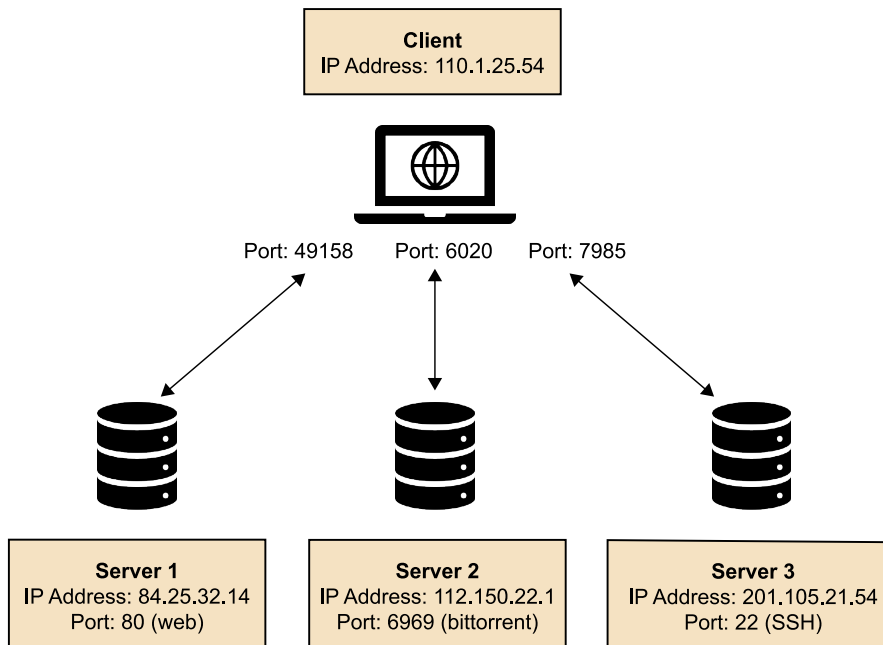 Client
IP Address: 110.1.25.54
Port: 49158 Port: 6020 Port: 7985
Server 1
IP Address: 84.25.32.14
Port: 80 (web)
Server 2
IP Address: 112.150.22.1
Port: 6969 (bittorrent)
Server 3
IP Address: 201.105.21.54
Port: 22 (SSH)